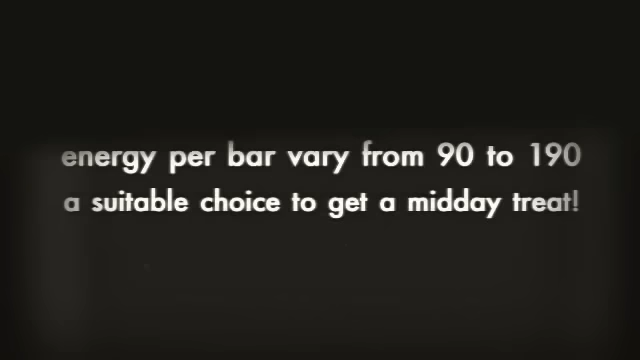 energy per bar vary from 90 to 190
a suitable choice to get a midday treat!